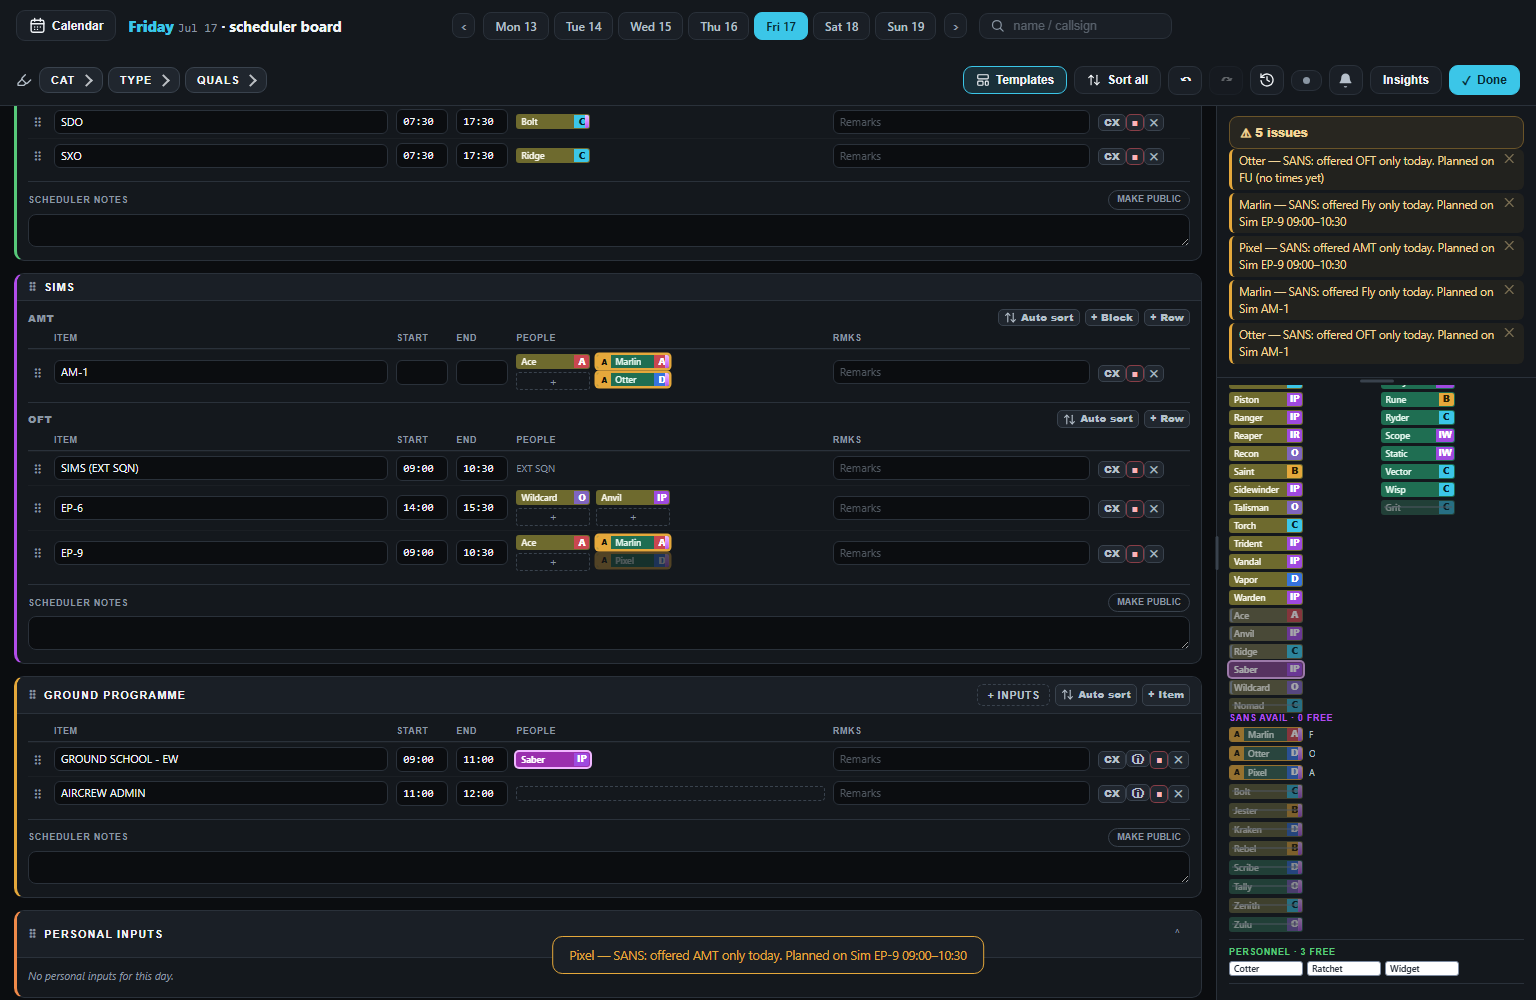 Calendar
Friday Jul 17 · scheduler board
‹ Mon 13 Tue 14 Wed 15 Thu 16 Fri 17 Sat 18 Sun 19 ›
name / callsign
CAT TYPE QUALS
Templates Sort all Insights ✓ Done
SDO 07:30 17:30 Bolt C Remarks CX ■ ✕
SXO 07:30 17:30 Ridge C Remarks CX ■ ✕
SCHEDULER NOTES MAKE PUBLIC
SIMS
AMT Auto sort + Block + Row
ITEM START END PEOPLE RMKS
AM-1 Ace A A Marlin A Remarks CX ■ ✕
+ A Otter D
OFT Auto sort + Row
ITEM START END PEOPLE RMKS
SIMS (EXT SQN) 09:00 10:30 EXT SQN Remarks CX ■ ✕
EP-6 14:00 15:30 Wildcard O Anvil IP Remarks CX ■ ✕
+ +
EP-9 09:00 10:30 Ace A A Marlin A Remarks CX ■ ✕
+ A Pixel D
SCHEDULER NOTES MAKE PUBLIC
GROUND PROGRAMME + INPUTS Auto sort + Item
ITEM START END PEOPLE RMKS
GROUND SCHOOL - EW 09:00 11:00 Saber IP Remarks CX ⓘ ■ ✕
AIRCREW ADMIN 11:00 12:00 Remarks CX ⓘ ■ ✕
SCHEDULER NOTES MAKE PUBLIC
PERSONAL INPUTS ^
No personal inputs for this day.
Pixel — SANS: offered AMT only today. Planned on Sim EP-9 09:00–10:30
⚠ 5 issues
Otter — SANS: offered OFT only today. Planned on
FU (no times yet)
Marlin — SANS: offered Fly only today. Planned on
Sim EP-9 09:00–10:30
Pixel — SANS: offered AMT only today. Planned on
Sim EP-9 09:00–10:30
Marlin — SANS: offered Fly only today. Planned on
Sim AM-1
Otter — SANS: offered OFT only today. Planned on
Sim AM-1
Piston IP Rune B
Ranger IP Ryder C
Reaper IR Scope IW
Recon O Static IW
Saint B Vector C
Sidewinder IP Wisp C
Talisman O Grit C
Torch C
Trident IP
Vandal IP
Vapor D
Warden IP
Ace A
Anvil IP
Ridge C
Saber IP
Wildcard O
Nomad C
SANS AVAIL · 0 FREE
A Marlin A F
A Otter D O
A Pixel D A
Bolt C
Jester B
Kraken D
Rebel B
Scribe D
Tally O
Zenith C
Zulu O
PERSONNEL · 3 FREE
Cotter Ratchet Widget